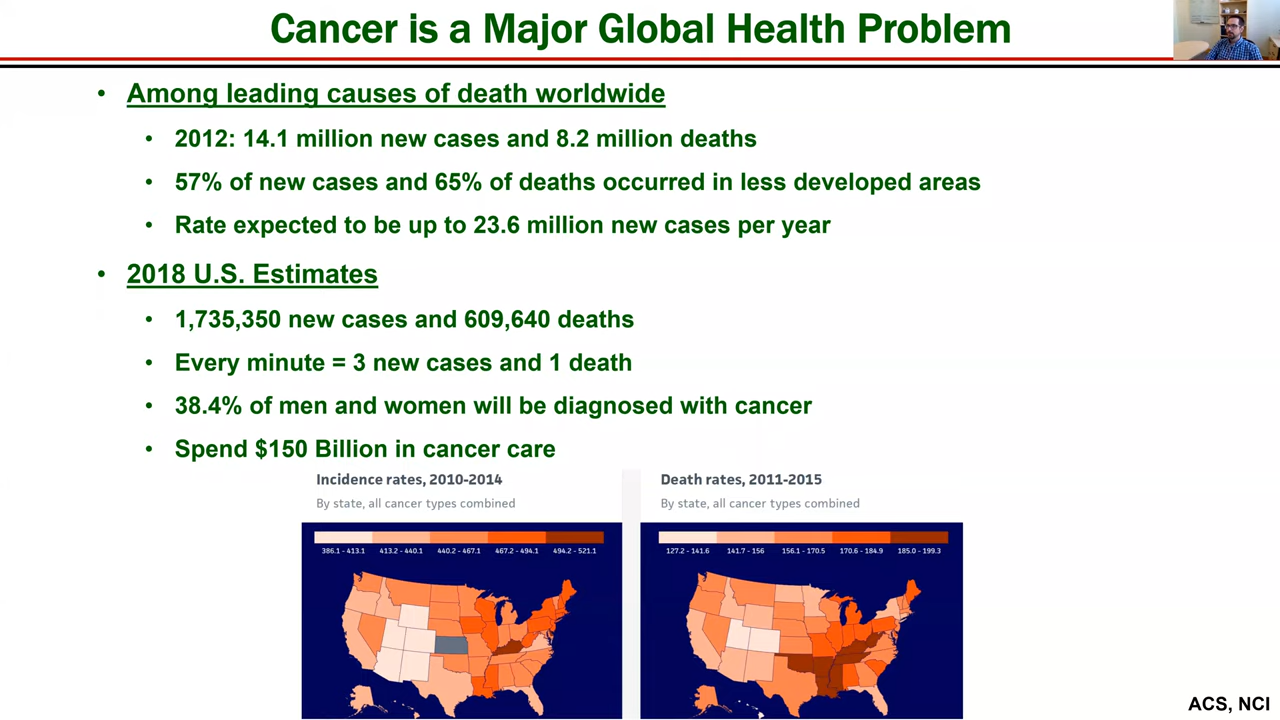 Cancer is a Major Global Health Problem
• Among leading causes of death worldwide
• 2012: 14.1 million new cases and 8.2 million deaths
• 57% of new cases and 65% of deaths occurred in less developed areas
• Rate expected to be up to 23.6 million new cases per year
• 2018 U.S. Estimates
• 1,735,350 new cases and 609,640 deaths
• Every minute = 3 new cases and 1 death
• 38.4% of men and women will be diagnosed with cancer
• Spend $150 Billion in cancer care
Incidence rates, 2010-2014
By state, all cancer types combined
386.1 - 413.1 413.2 - 440.1 440.2 - 467.1 467.2 - 494.1 494.2 - 521.1
Death rates, 2011-2015
By state, all cancer types combined
127.2 - 141.6 141.7 - 156 156.1 - 170.5 170.6 - 184.9 185.0 - 199.3
ACS, NCI